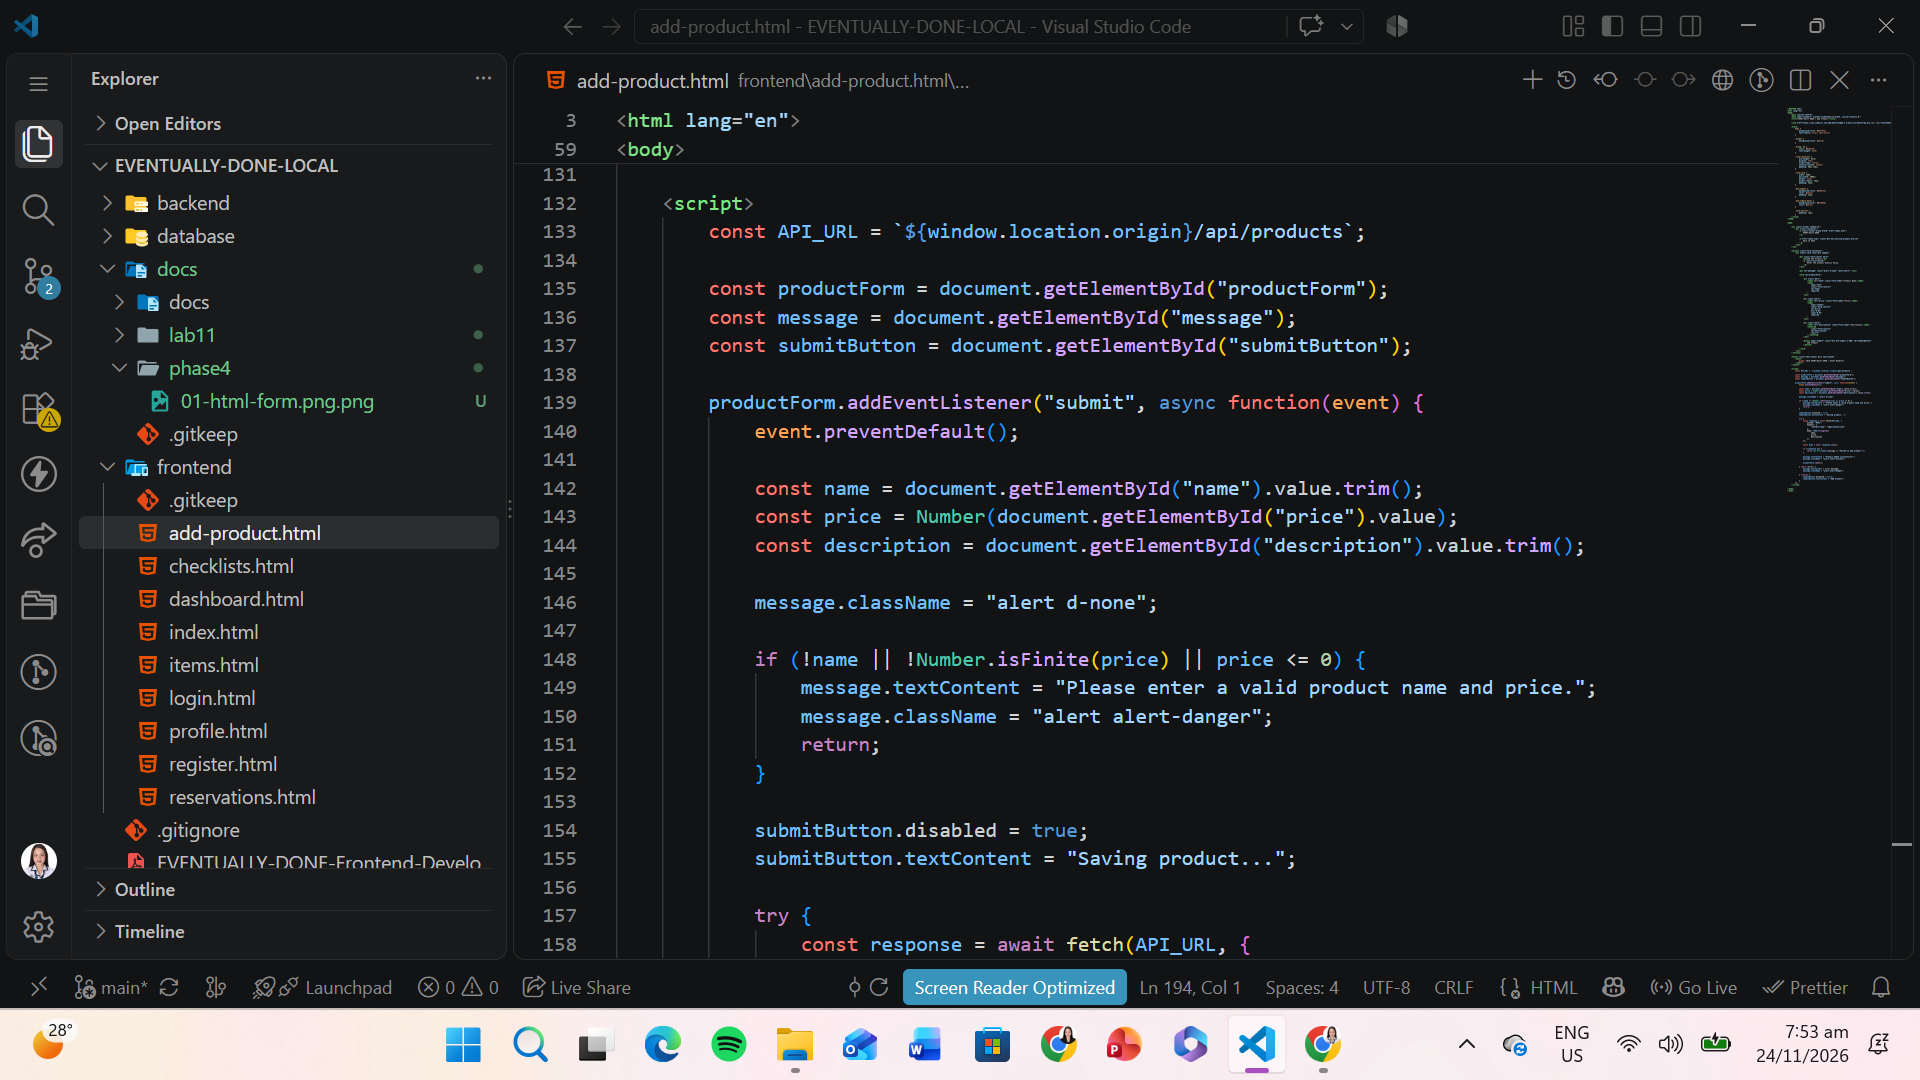 add-product.html - EVENTUALLY-DONE-LOCAL - Visual Studio Code
Explorer
Open Editors
EVENTUALLY-DONE-LOCAL
backend
database
docs
docs
lab11
phase4
01-html-form.png.png U
.gitkeep
frontend
.gitkeep
add-product.html
checklists.html
dashboard.html
index.html
items.html
login.html
profile.html
register.html
reservations.html
.gitignore
EVENTUALLY-DONE-Frontend-Develo
Outline
Timeline
2
add-product.html frontend\add-product.html\...
3 <html lang="en">
59 <body>
131
132 <script>
133 const API_URL = `${window.location.origin}/api/products`;
134
135 const productForm = document.getElementById("productForm");
136 const message = document.getElementById("message");
137 const submitButton = document.getElementById("submitButton");
138
139 productForm.addEventListener("submit", async function(event) {
140 event.preventDefault();
141
142 const name = document.getElementById("name").value.trim();
143 const price = Number(document.getElementById("price").value);
144 const description = document.getElementById("description").value.trim();
145
146 message.className = "alert d-none";
147
148 if (!name || !Number.isFinite(price) || price <= 0) {
149 message.textContent = "Please enter a valid product name and price.";
150 message.className = "alert alert-danger";
151 return;
152 }
153
154 submitButton.disabled = true;
155 submitButton.textContent = "Saving product...";
156
157 try {
158 const response = await fetch(API_URL, {
main* Launchpad 0 0 Live Share Screen Reader Optimized Ln 194, Col 1 Spaces: 4 UTF-8 CRLF HTML Go Live Prettier
28°
ENG
US
7:53 am
24/11/2026